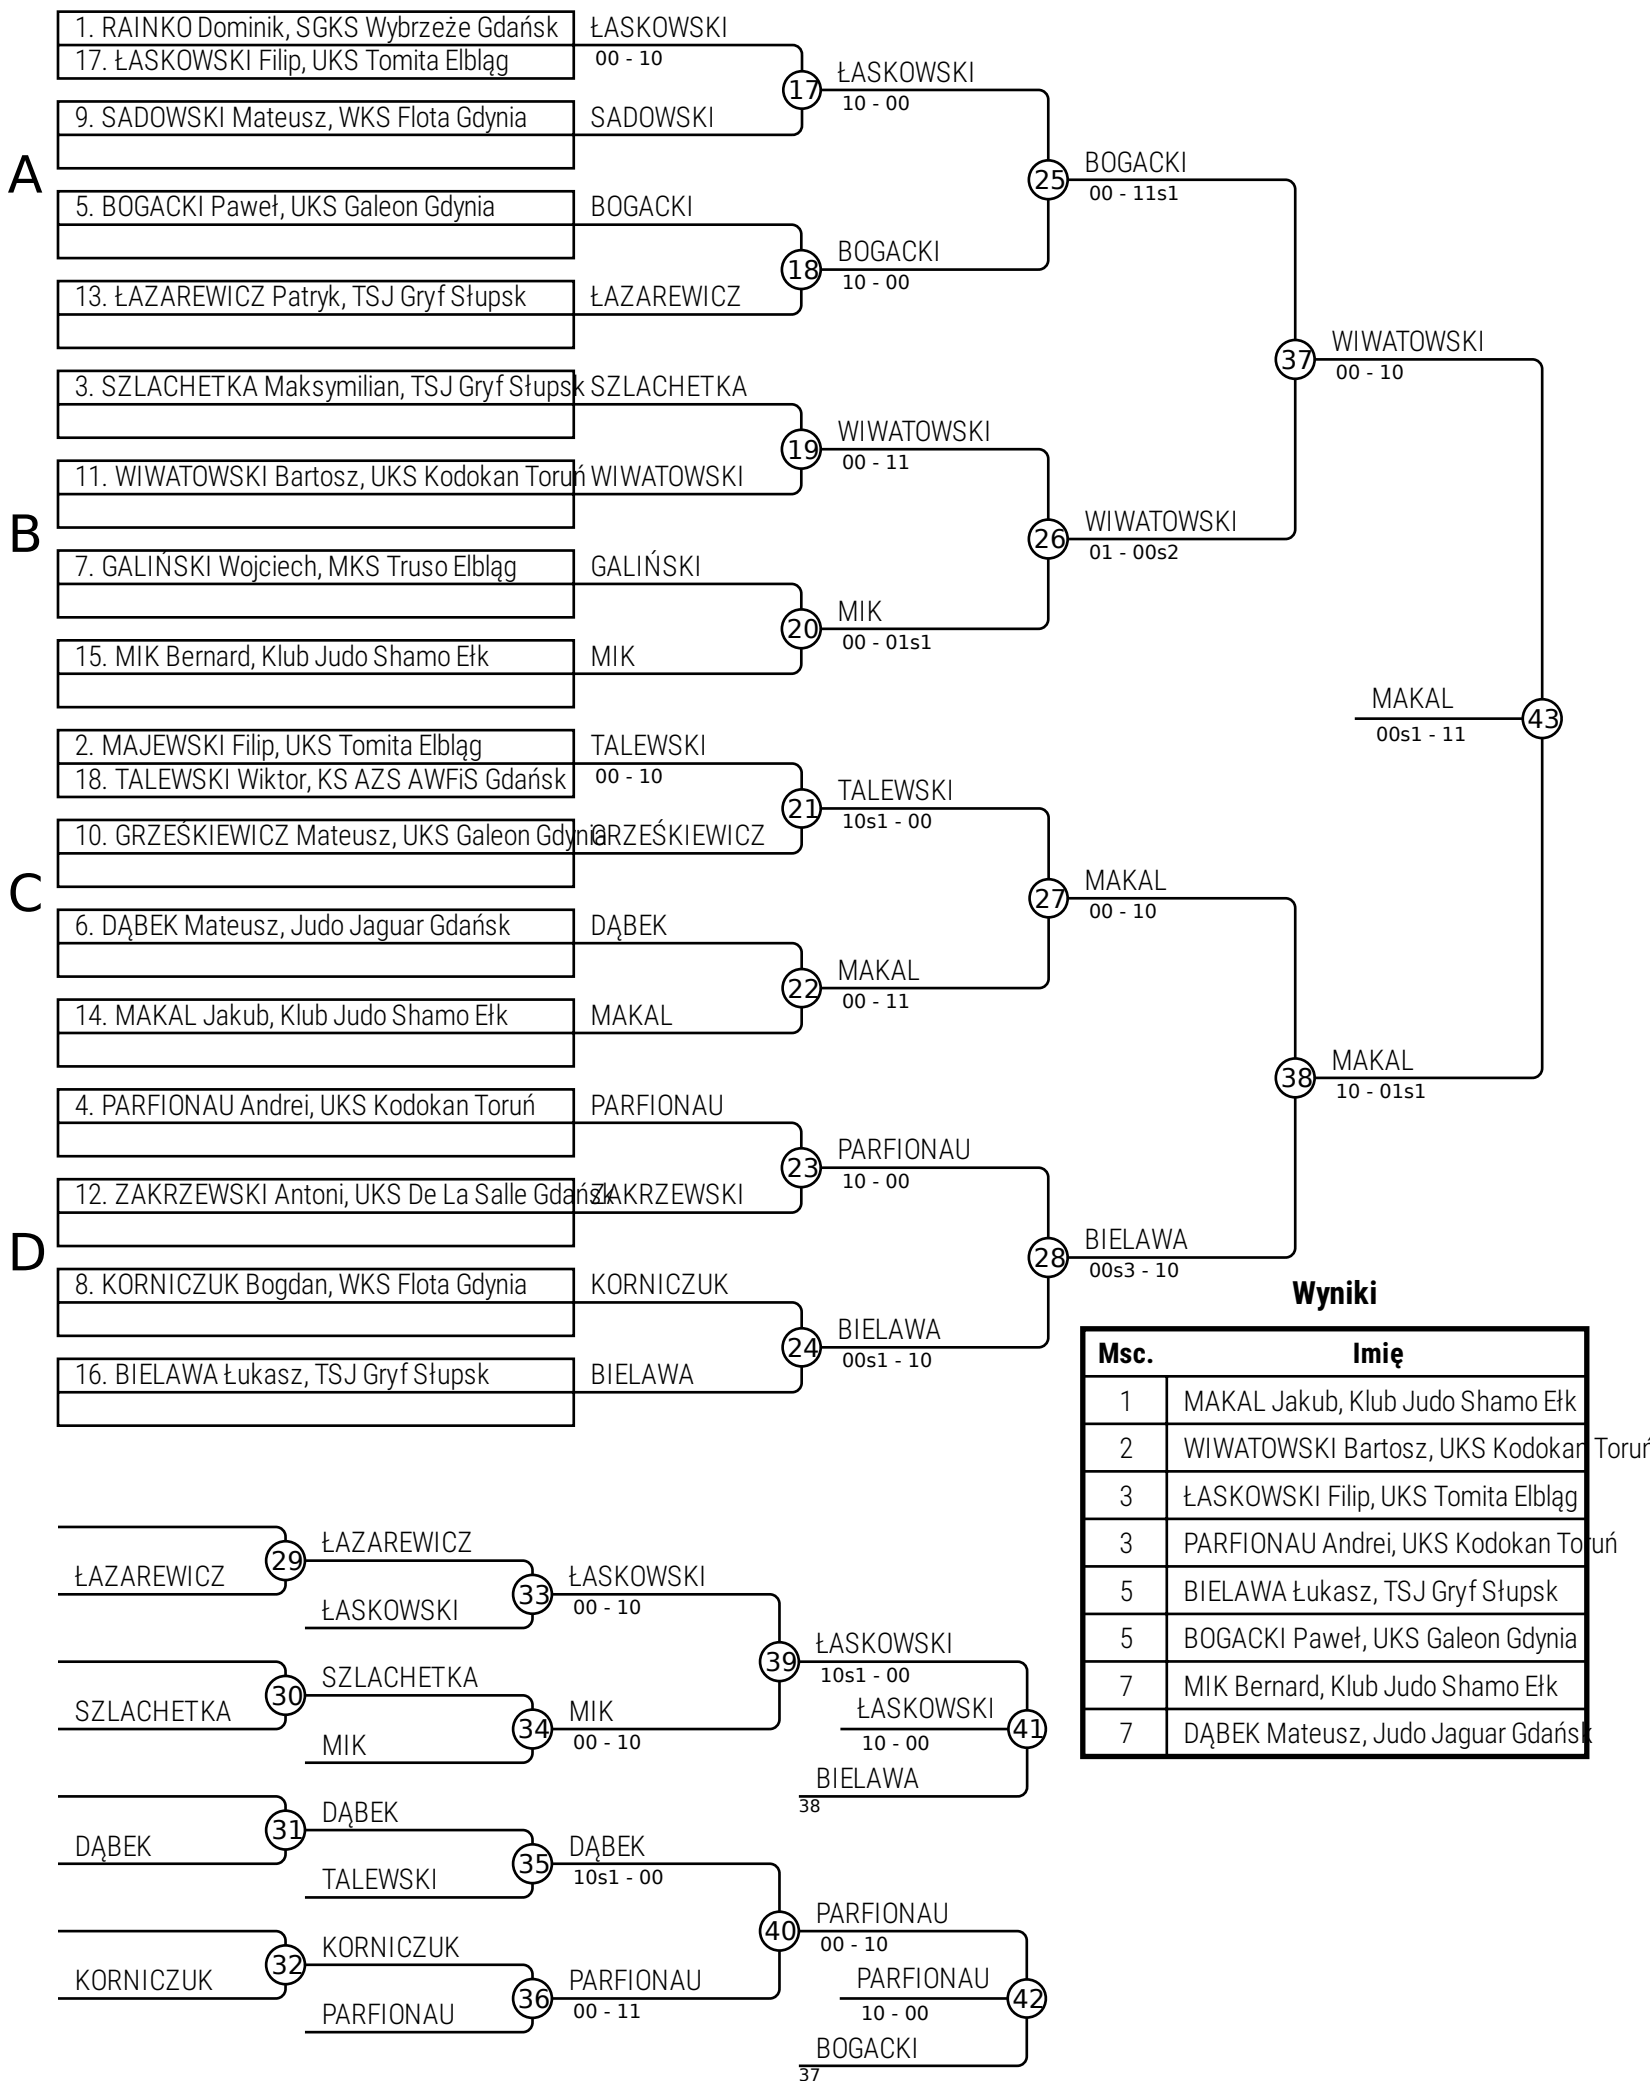 1. RAINKO Dominik, SGKS Wybrzeże Gdańsk
17. ŁASKOWSKI Filip, UKS Tomita Elbląg
ŁASKOWSKI
00 - 10
9. SADOWSKI Mateusz, WKS Flota Gdynia
SADOWSKI
17
ŁASKOWSKI
10 - 00
A
5. BOGACKI Paweł, UKS Galeon Gdynia
BOGACKI
13. ŁAZAREWICZ Patryk, TSJ Gryf Słupsk
ŁAZAREWICZ
18
BOGACKI
10 - 00
25
BOGACKI
00 - 11s1
3. SZLACHETKA Maksymilian, TSJ Gryf Słupsk
SZLACHETKA
11. WIWATOWSKI Bartosz, UKS Kodokan Toruń
WIWATOWSKI
19
WIWATOWSKI
00 - 11
B
7. GALIŃSKI Wojciech, MKS Truso Elbląg
GALIŃSKI
15. MIK Bernard, Klub Judo Shamo Ełk
MIK
20
MIK
00 - 01s1
26
WIWATOWSKI
01 - 00s2
37
WIWATOWSKI
00 - 10
2. MAJEWSKI Filip, UKS Tomita Elbląg
18. TALEWSKI Wiktor, KS AZS AWFiS Gdańsk
TALEWSKI
00 - 10
10. GRZEŚKIEWICZ Mateusz, UKS Galeon Gdynia
GRZEŚKIEWICZ
21
TALEWSKI
10s1 - 00
C
6. DĄBEK Mateusz, Judo Jaguar Gdańsk
DĄBEK
14. MAKAL Jakub, Klub Judo Shamo Ełk
MAKAL
22
MAKAL
00 - 11
27
MAKAL
00 - 10
4. PARFIONAU Andrei, UKS Kodokan Toruń
PARFIONAU
12. ZAKRZEWSKI Antoni, UKS De La Salle Gdańsk
ZAKRZEWSKI
23
PARFIONAU
10 - 00
D
8. KORNICZUK Bogdan, WKS Flota Gdynia
KORNICZUK
16. BIELAWA Łukasz, TSJ Gryf Słupsk
BIELAWA
24
BIELAWA
00s1 - 10
28
BIELAWA
00s3 - 10
38
MAKAL
10 - 01s1
MAKAL
00s1 - 11
43
Wyniki
Msc. Imię
1 MAKAL Jakub, Klub Judo Shamo Ełk
2 WIWATOWSKI Bartosz, UKS Kodokan Toruń
3 ŁASKOWSKI Filip, UKS Tomita Elbląg
3 PARFIONAU Andrei, UKS Kodokan Toruń
5 BIELAWA Łukasz, TSJ Gryf Słupsk
5 BOGACKI Paweł, UKS Galeon Gdynia
7 MIK Bernard, Klub Judo Shamo Ełk
7 DĄBEK Mateusz, Judo Jaguar Gdańsk
ŁAZAREWICZ
29
ŁAZAREWICZ
ŁASKOWSKI
33
ŁASKOWSKI
00 - 10
SZLACHETKA
30
SZLACHETKA
MIK
34
MIK
00 - 10
39
ŁASKOWSKI
10s1 - 00
ŁASKOWSKI
10 - 00
41
BIELAWA
38
DĄBEK
31
DĄBEK
TALEWSKI
35
DĄBEK
10s1 - 00
KORNICZUK
32
KORNICZUK
PARFIONAU
36
PARFIONAU
00 - 11
40
PARFIONAU
00 - 10
PARFIONAU
10 - 00
42
BOGACKI
37